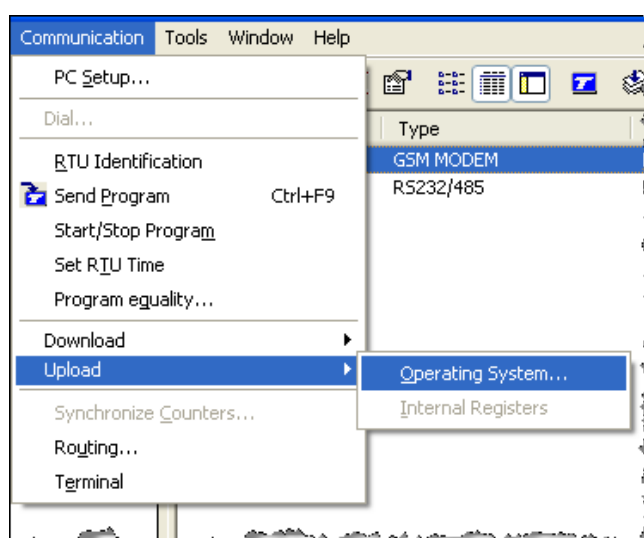 Communication Tools Window Help
PC Setup...
Dial...
Type
RTU Identification
GSM MODEM
Send Program Ctrl+F9
RS232/485
Start/Stop Program
Set RTU Time
Program equality...
Download
Upload
Operating System...
Synchronize Counters...
Internal Registers
Routing...
Terminal